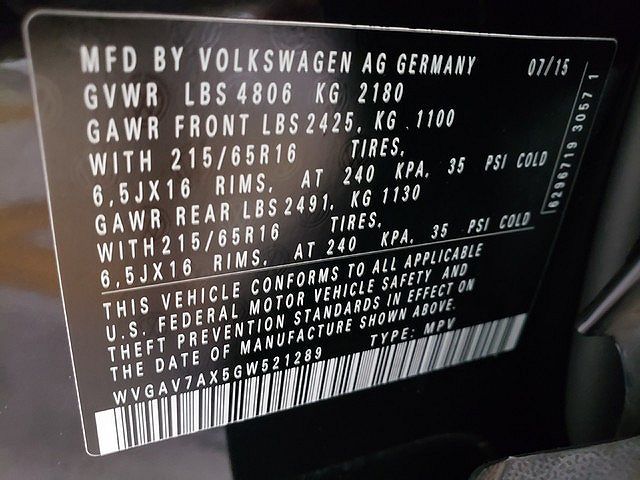 MFD BY VOLKSWAGEN AG GERMANY 07/15
GVWR LBS 4806 KG 2180
GAWR FRONT LBS 2425, KG 1100
WITH 215/65R16 TIRES,
6,5JX16 RIMS, AT 240 KPA, 35 PSI COLD
GAWR REAR LBS 2491, KG 1130
WITH 215/65R16 TIRES,
6,5JX16 RIMS, AT 240 KPA, 35 PSI COLD
THIS VEHICLE CONFORMS TO ALL APPLICABLE
U.S. FEDERAL MOTOR VEHICLE SAFETY AND
THEFT PREVENTION STANDARDS IN EFFECT ON
THE DATE OF MANUFACTURE SHOWN ABOVE.
WVGAV7AX5GW521289 TYPE: MPV
6296719 3057 1